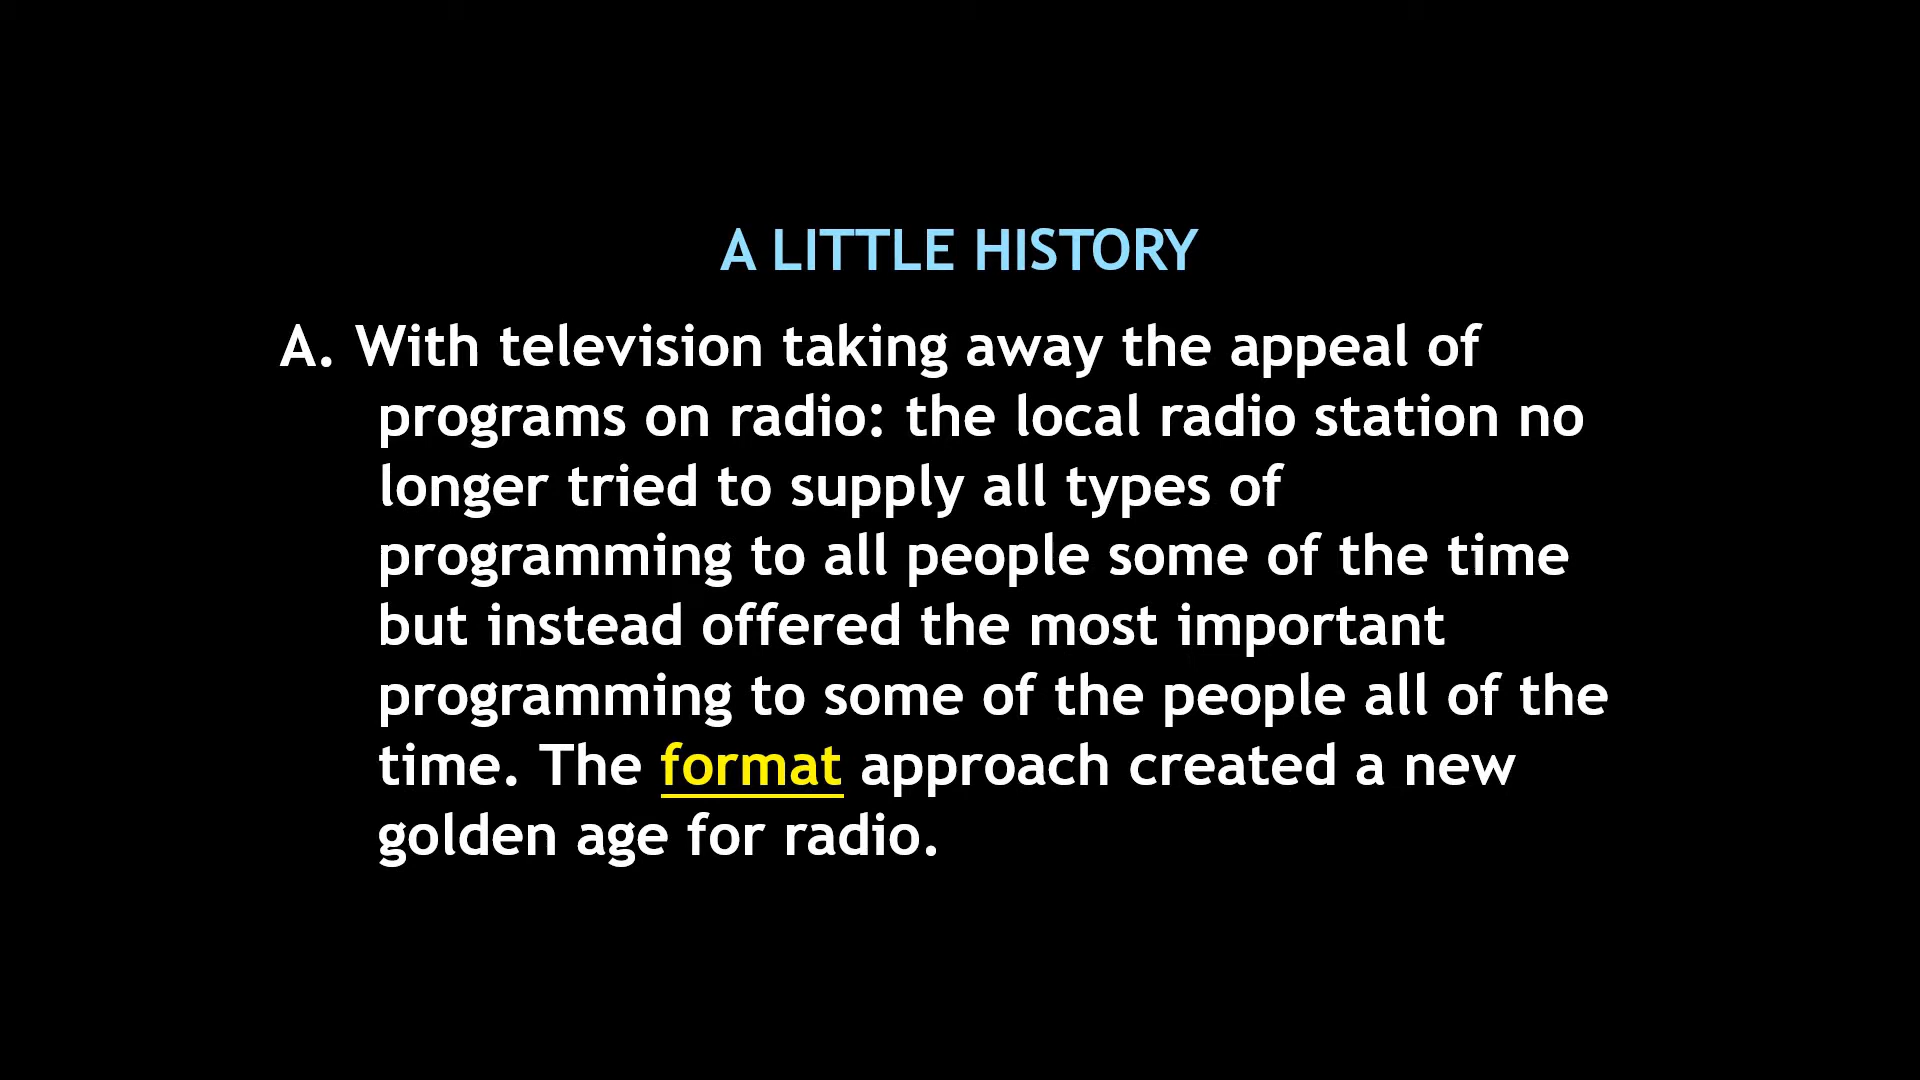 A LITTLE HISTORY
A. With television taking away the appeal of
programs on radio: the local radio station no
longer tried to supply all types of
programming to all people some of the time
but instead offered the most important
programming to some of the people all of the
time. The format approach created a new
golden age for radio.